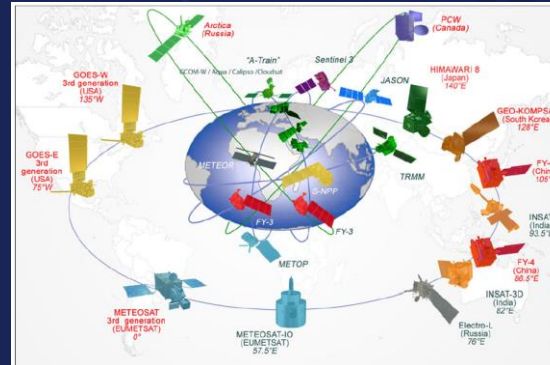 Arctica
(Russia)
PCW
(Canada)
"A-Train"
GCOM-W / Aqua / Calipso / Cloudsat
Sentinel 3
JASON
GOES-W
3rd generation
(USA)
135°W
HIMAWARI 8
(Japan)
140°E
GEO-KOMPSA
(South Korea
128°E
GOES-E
3rd
generation
(USA)
75°W
METEOR
S-NPP
TRMM
FY-
(China
FY-3
FY-3
INSAT
(India)
93.5°E
METOP
FY-4
(China)
86.5°E
METEOSAT
3rd generation
(EUMETSAT)
0°
METEOSAT-IO
(EUMETSAT)
57.5°E
INSAT-3D
(India)
82°E
Electro-L
(Russia)
76°E